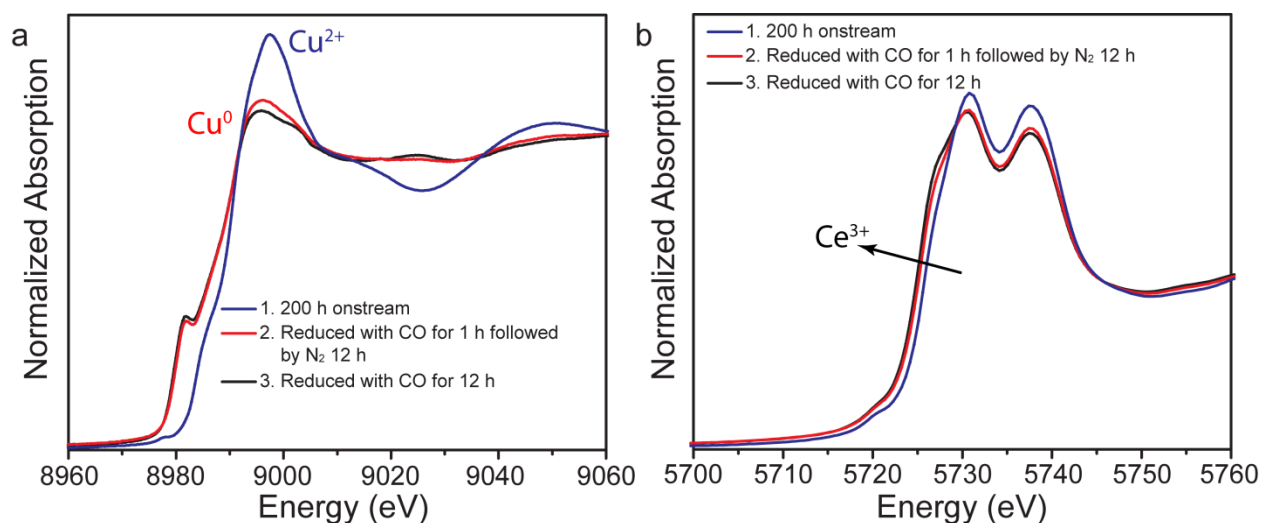 a
Normalized Absorption
Cu²⁺
Cu⁰
1. 200 h onstream
2. Reduced with CO for 1 h followed
by N₂ 12 h
3. Reduced with CO for 12 h
8960 8980 9000 9020 9040 9060
Energy (eV)
b
Normalized Absorption
1. 200 h onstream
2. Reduced with CO for 1 h followed by N₂ 12 h
3. Reduced with CO for 12 h
Ce³⁺
5700 5710 5720 5730 5740 5750 5760
Energy (eV)